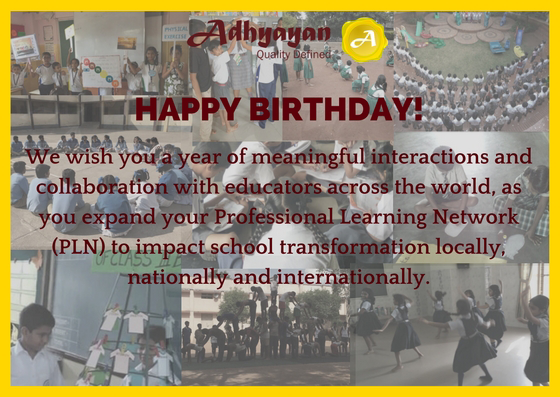 Adhyayan
Quality Defined
A
HAPPY BIRTHDAY!
We wish you a year of meaningful interactions and
collaboration with educators across the world, as
you expand your Professional Learning Network
(PLN) to impact school transformation locally,
nationally and internationally.